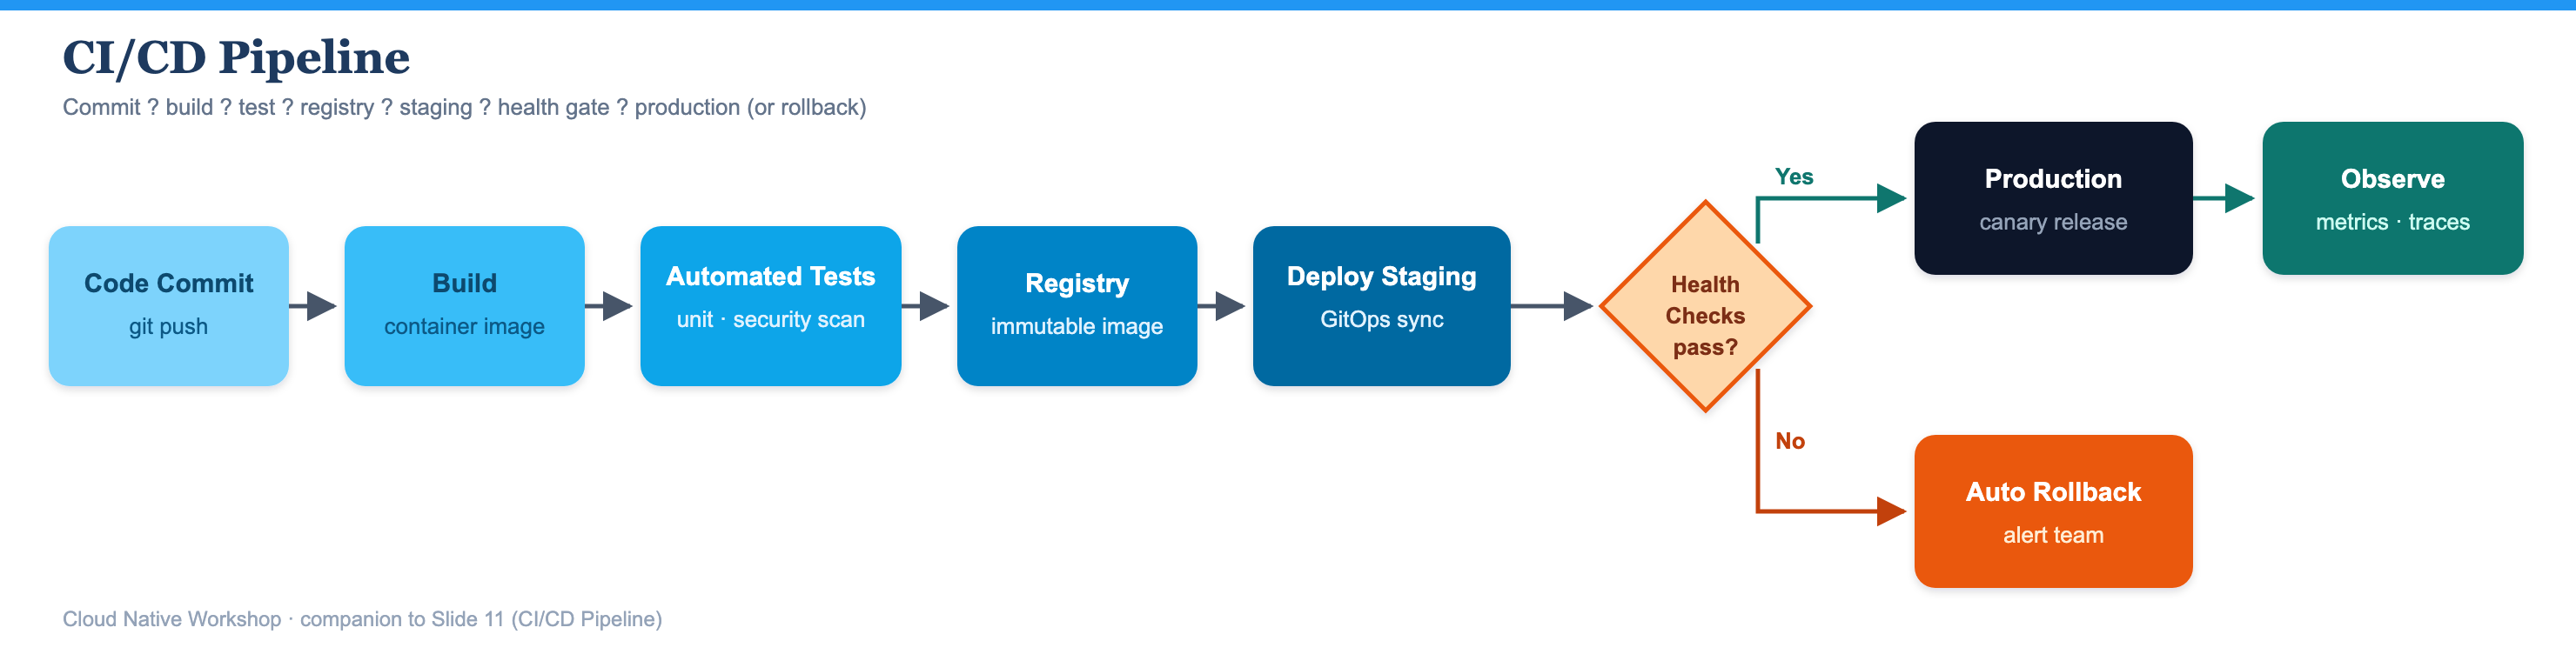 CI/CD Pipeline
Commit ? build ? test ? registry ? staging ? health gate ? production (or rollback)
Code Commit
git push
Build
container image
Automated Tests
unit · security scan
Registry
immutable image
Deploy Staging
GitOps sync
Health
Checks
pass?
Yes
Production
canary release
Observe
metrics · traces
No
Auto Rollback
alert team
Cloud Native Workshop · companion to Slide 11 (CI/CD Pipeline)